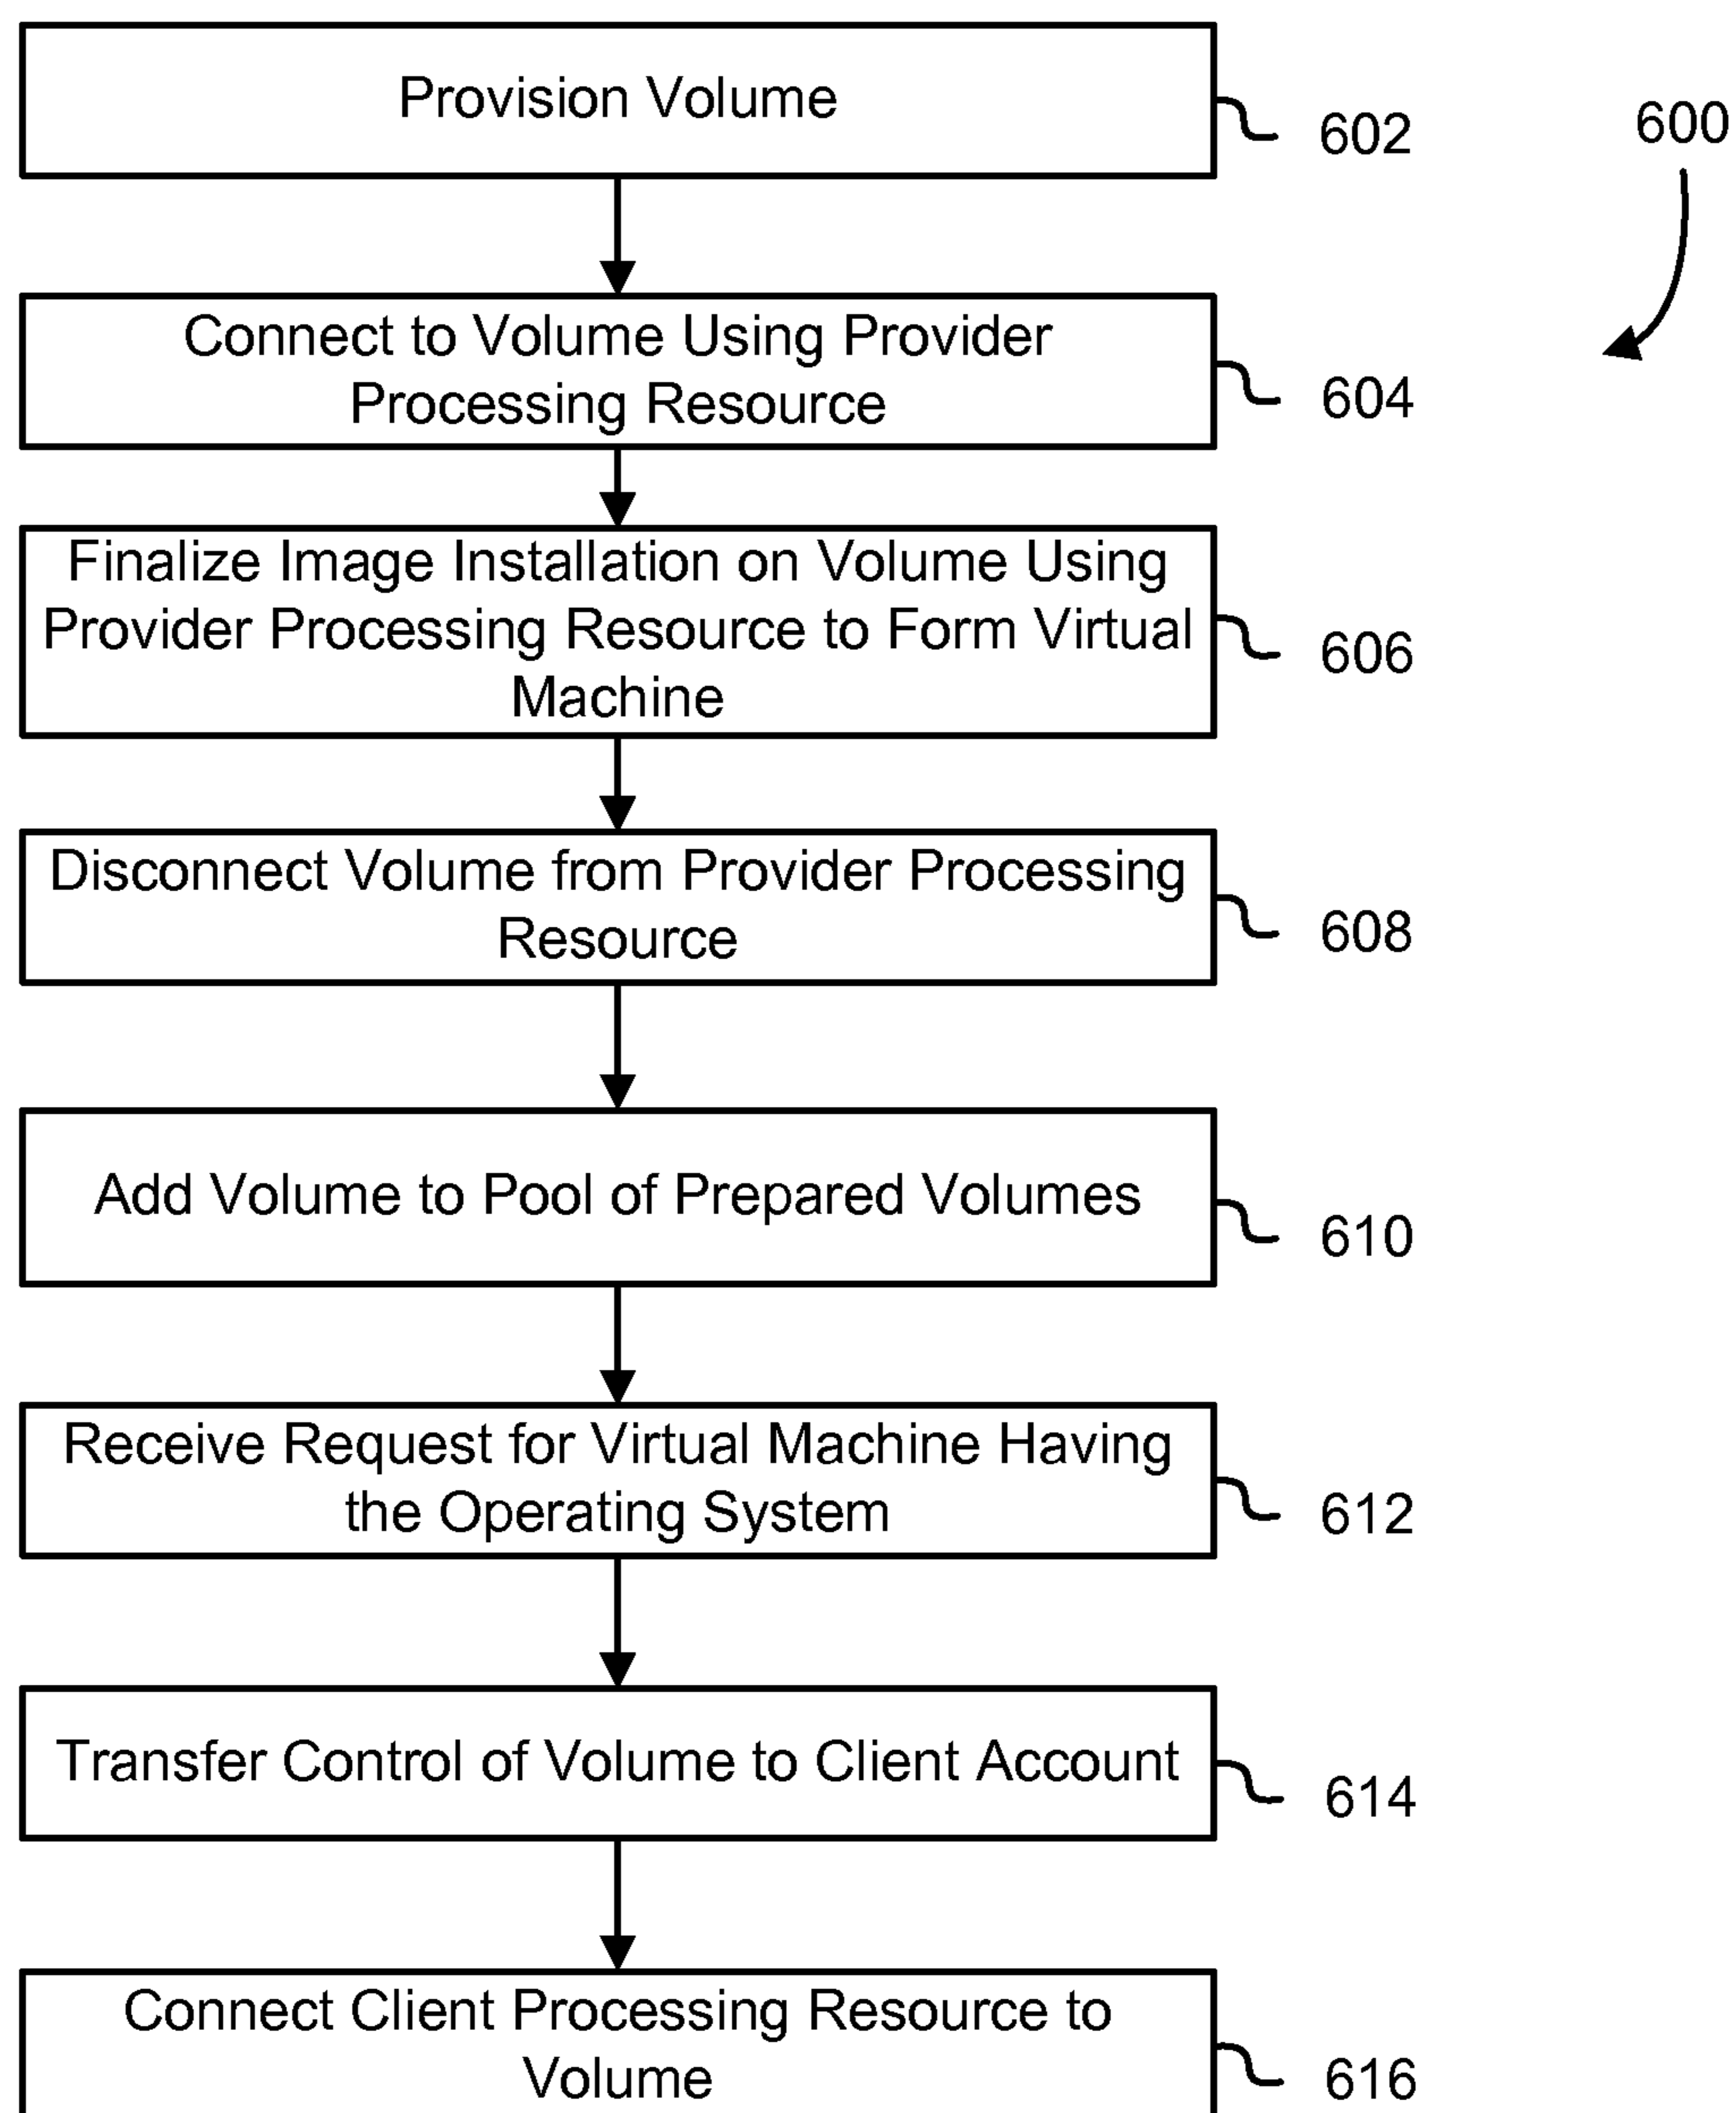 Provision Volume
602
600
Connect to Volume Using Provider
Processing Resource
604
Finalize Image Installation on Volume Using
Provider Processing Resource to Form Virtual
Machine
606
Disconnect Volume from Provider Processing
Resource
608
Add Volume to Pool of Prepared Volumes
610
Receive Request for Virtual Machine Having
the Operating System
612
Transfer Control of Volume to Client Account
614
Connect Client Processing Resource to
Volume
616